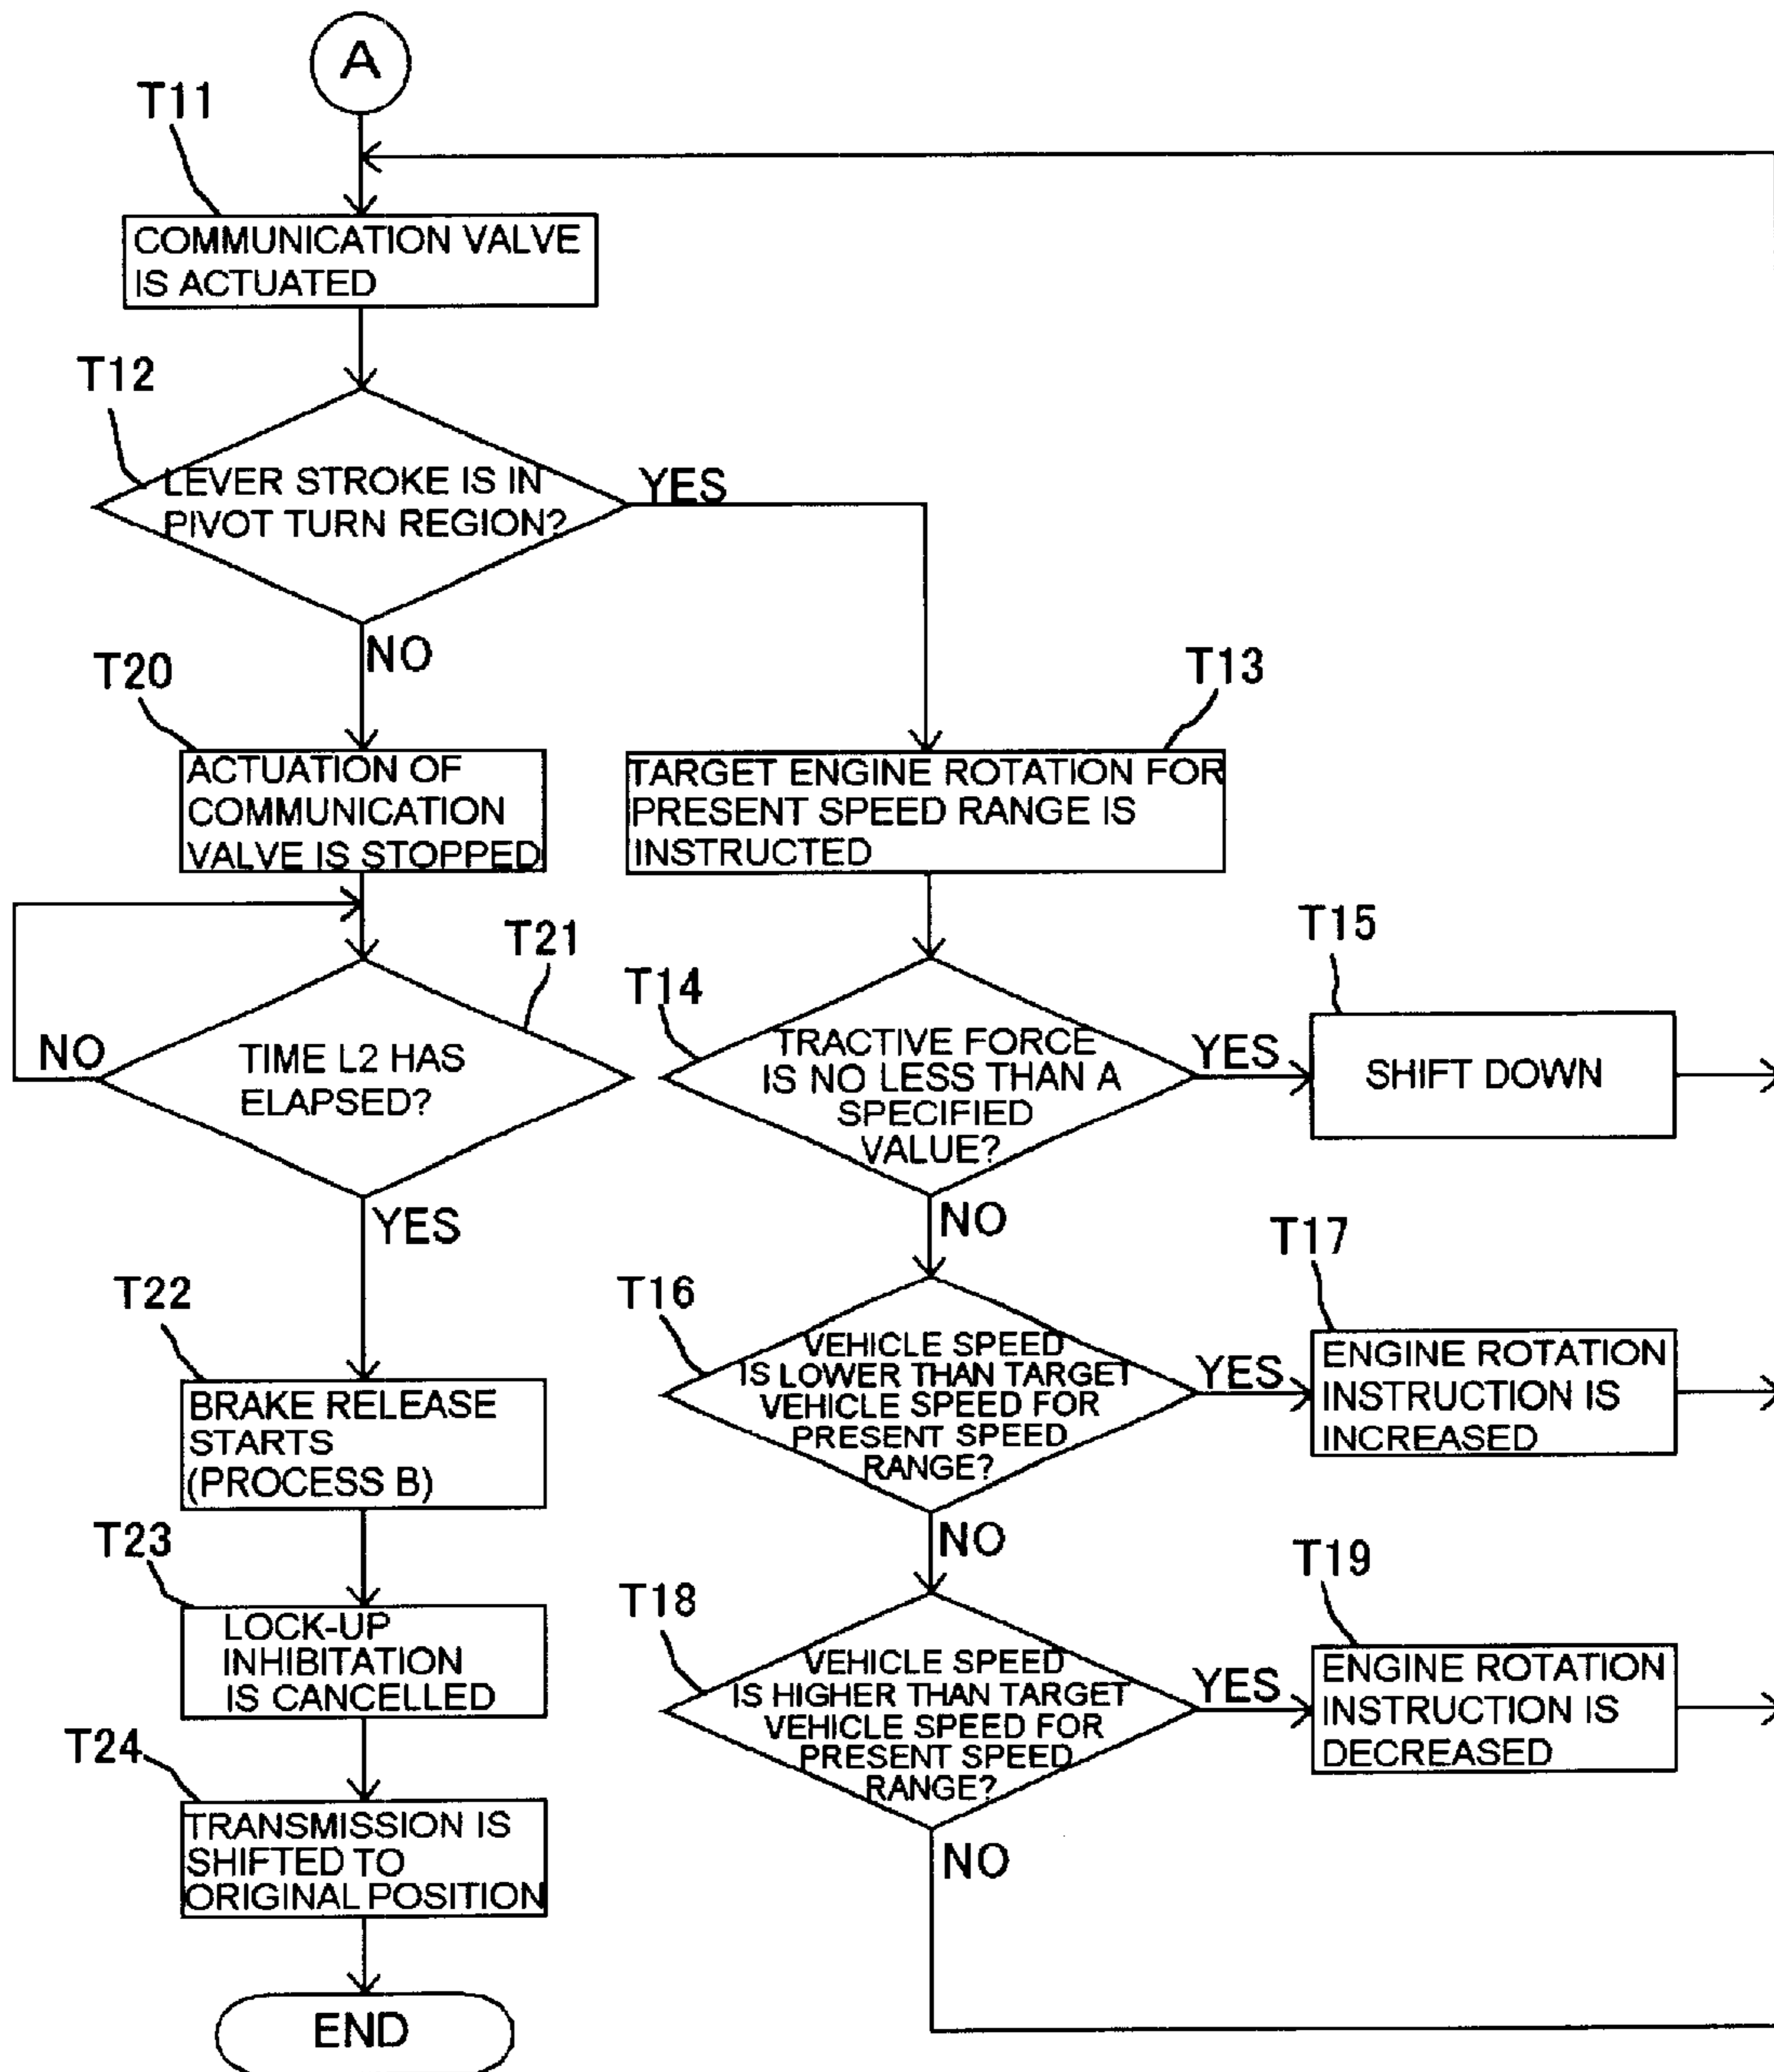 A
T11
COMMUNICATION VALVE
IS ACTUATED
T12
LEVER STROKE IS IN
PIVOT TURN REGION?
YES
NO
T20
ACTUATION OF
COMMUNICATION
VALVE IS STOPPED
T13
TARGET ENGINE ROTATION FOR
PRESENT SPEED RANGE IS
INSTRUCTED
T21
TIME L2 HAS
ELAPSED?
NO
YES
T14
TRACTIVE FORCE
IS NO LESS THAN A
SPECIFIED
VALUE?
YES
NO
T15
SHIFT DOWN
T22
BRAKE RELEASE
STARTS
(PROCESS B)
T16
VEHICLE SPEED
IS LOWER THAN TARGET
VEHICLE SPEED FOR
PRESENT SPEED
RANGE?
YES
NO
T17
ENGINE ROTATION
INSTRUCTION IS
INCREASED
T23
LOCK-UP
INHIBITATION
IS CANCELLED
T18
VEHICLE SPEED
IS HIGHER THAN TARGET
VEHICLE SPEED FOR
PRESENT SPEED
RANGE?
YES
NO
T19
ENGINE ROTATION
INSTRUCTION IS
DECREASED
T24
TRANSMISSION IS
SHIFTED TO
ORIGINAL POSITION
END